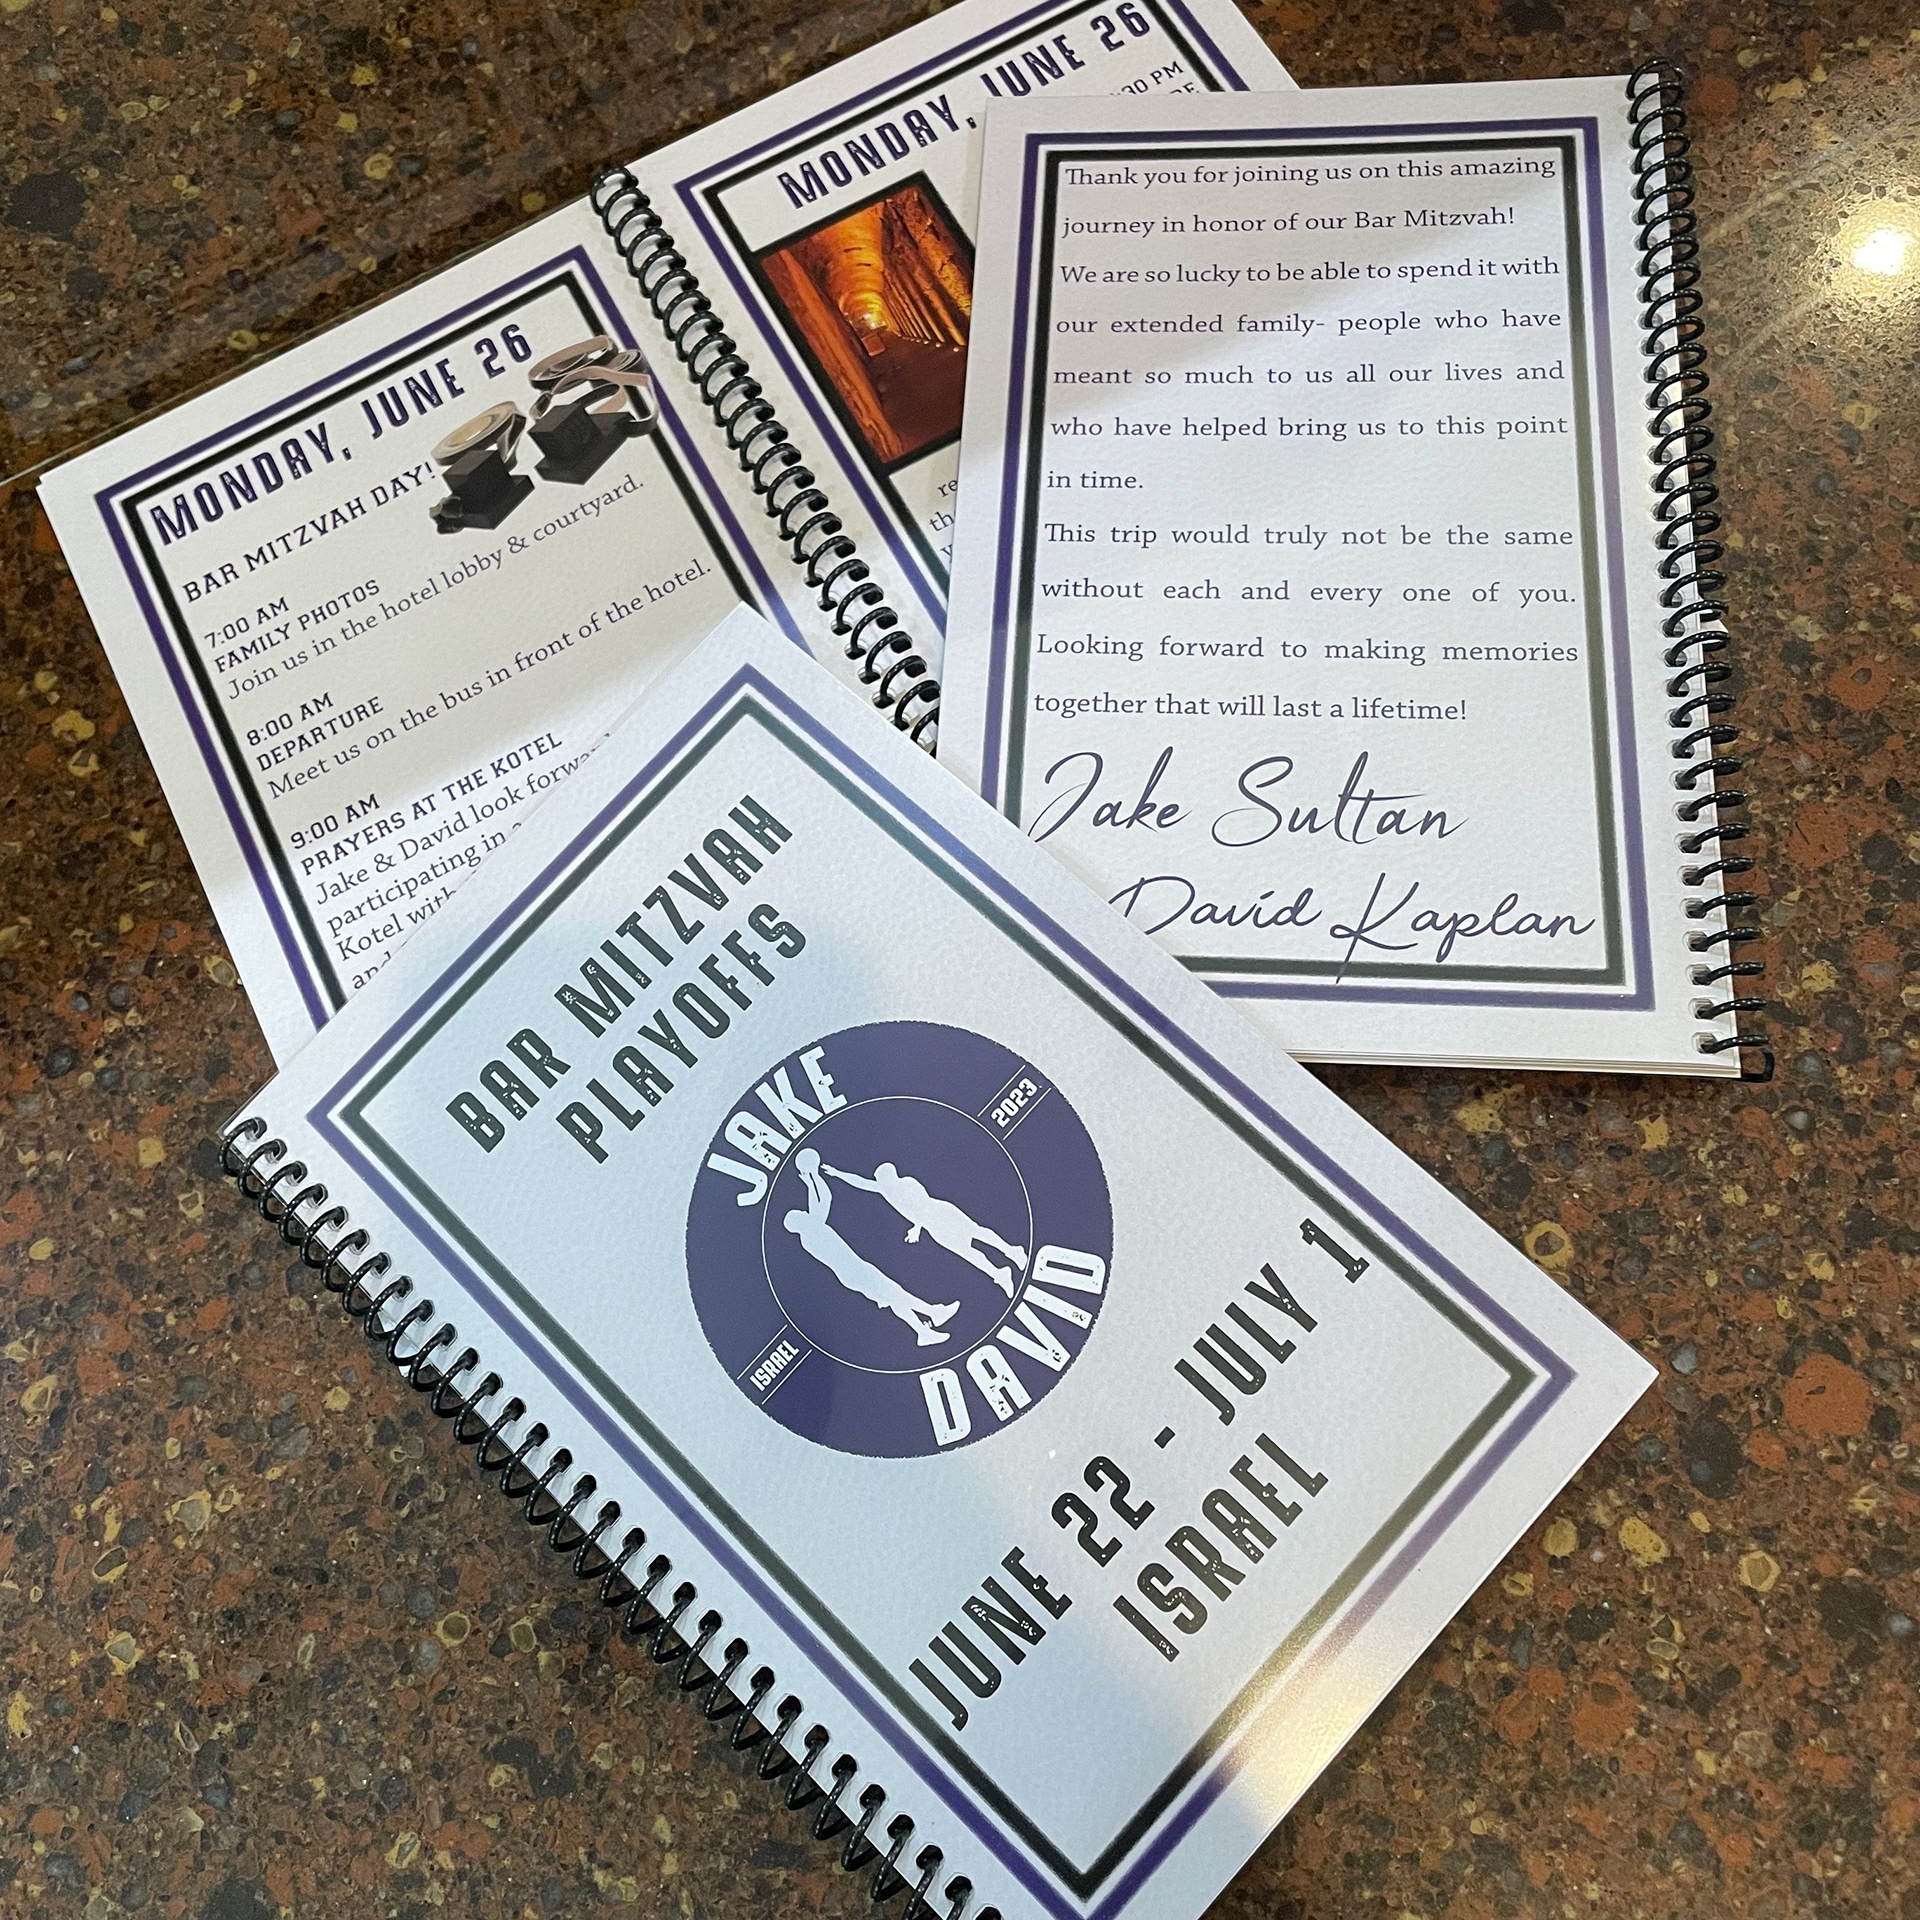 MONDAY, JUNE 26
BAR MITZVAH DAY!
7:00 AM
FAMILY PHOTOS
Join us in the hotel lobby & courtyard.
8:00 AM
DEPARTURE
Meet us on the bus in front of the hotel.
9:00 AM
PRAYERS AT THE KOTEL
Jake & David look
participating in
Kotel with
MONDAY, JUNE 26
PM
Thank you for joining us on this amazing
journey in honor of our Bar Mitzvah!
We are so lucky to be able to spend it with
our extended family- people who have
meant so much to us all our lives and
who have helped bring us to this point
in time.
This trip would truly not be the same
without each and every one of you.
Looking forward to making memories
together that will last a lifetime!
Jake Sultan
David Kaplan
BAR MITZVAH
PLAYOFFS
JAKE
2023
ISRAEL
DAVID
JUNE 22 - JULY 1
ISRAEL